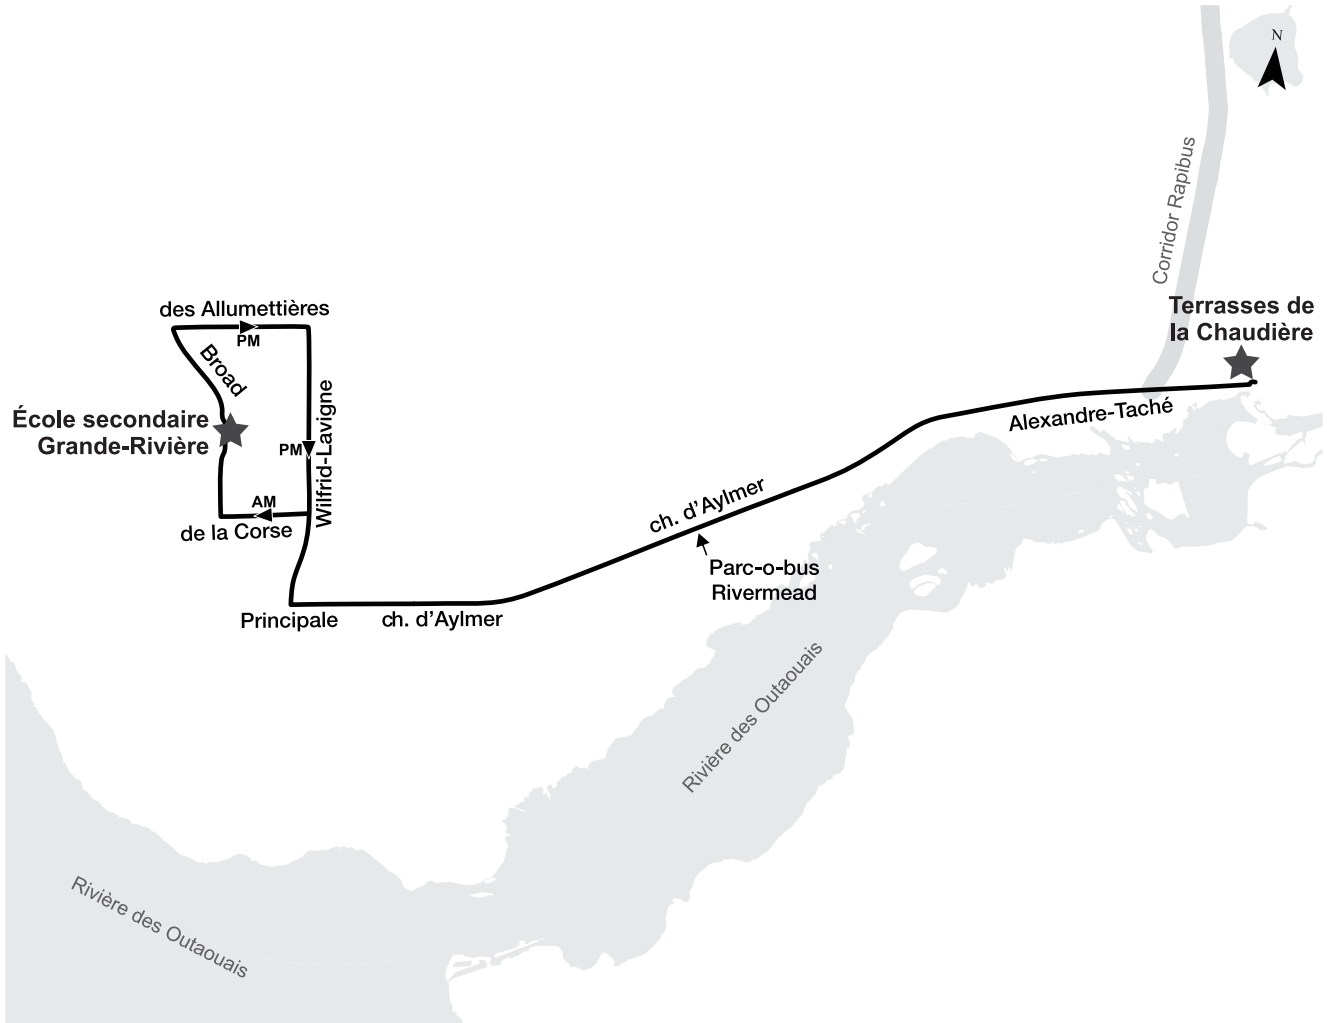 N
Corridor Rapibus
Terrasses de
la Chaudière
des Allumettières
PM
Broad
École secondaire
Grande-Rivière
PM
Wilfrid-Lavigne
AM
de la Corse
Alexandre-Taché
ch. d'Aylmer
Parc-o-bus
Rivermead
Principale
ch. d'Aylmer
Rivière des Outaouais
Rivière des Outaouais